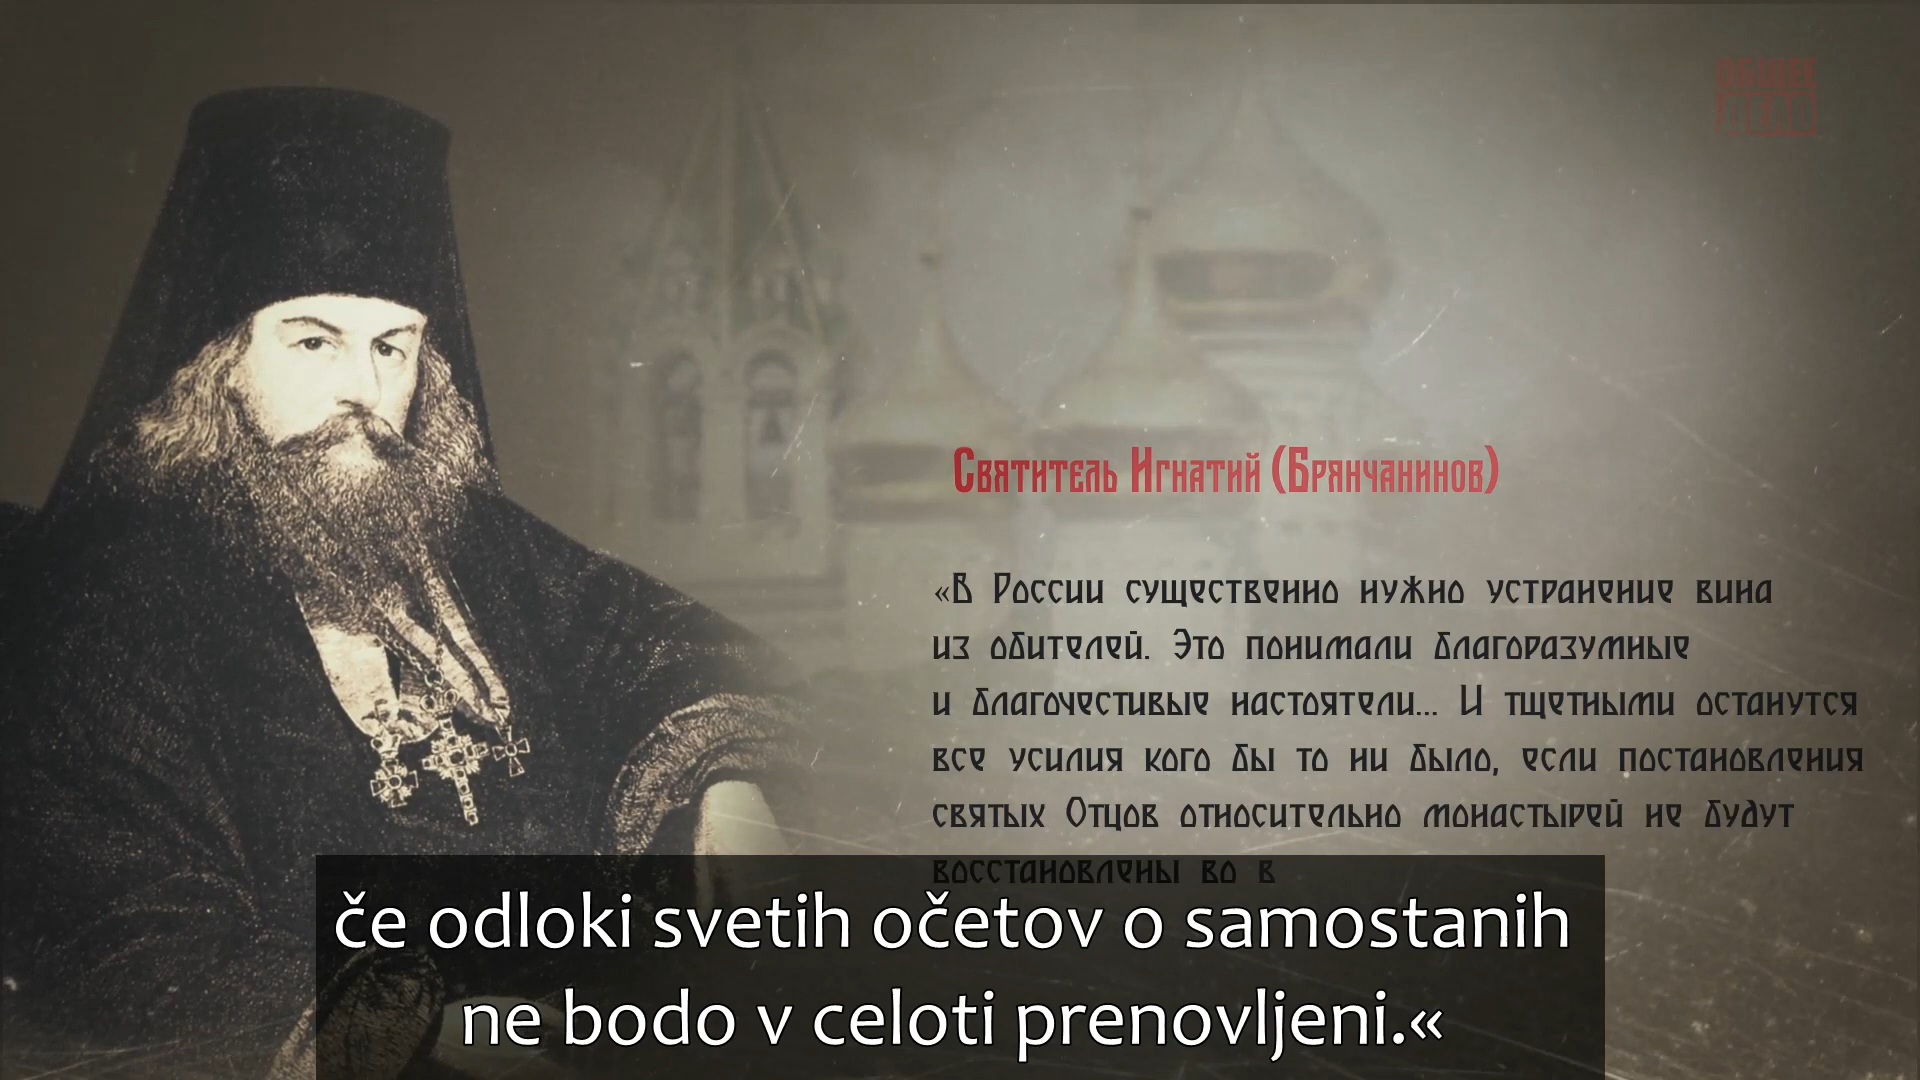 ОБЩЕЕ
ДЕЛО
Святитель Игнатий (Брянчанинов)
«В России существенно нужно устранение вина
из обителей. Это понимали благоразумные
и благочестивые настоятели... И тщетными останутся
все усилия кого бы то ни было, если постановления
святых Отцов относительно монастырей не будут
восстановлены во в
če odloki svetih očetov o samostanih
ne bodo v celoti prenovljeni.«